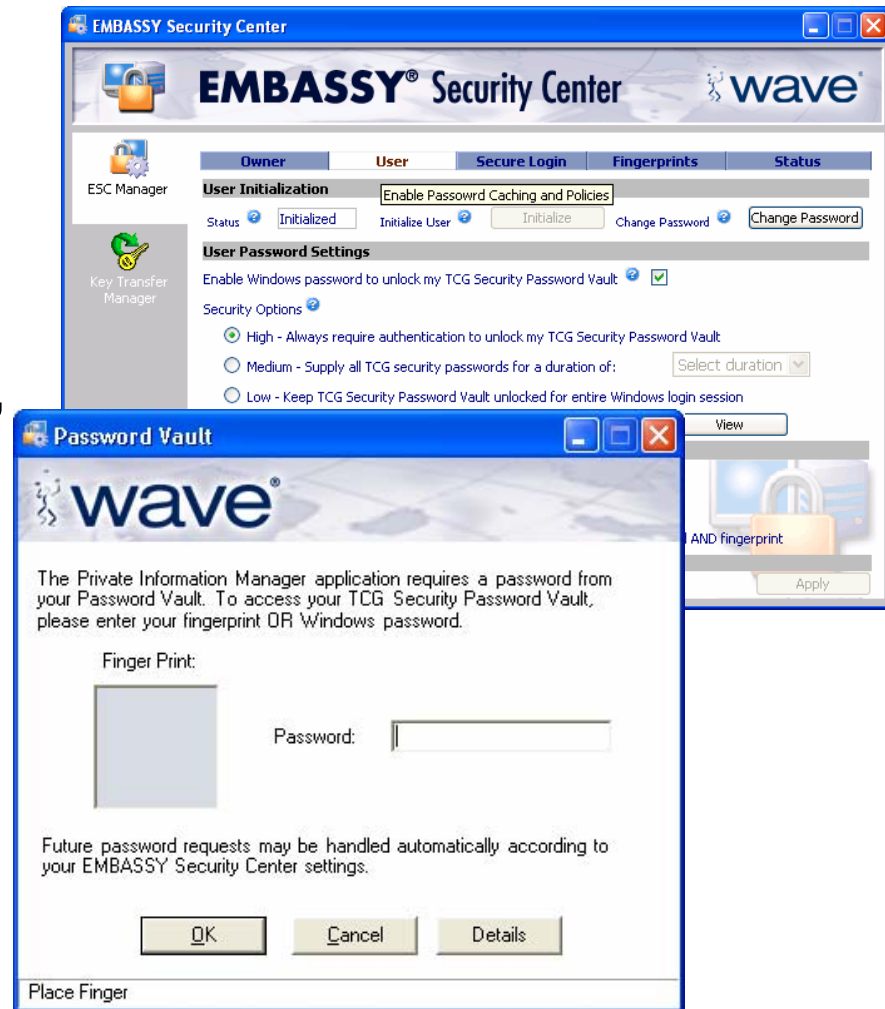 EMBASSY Security Center
EMBASSY® Security Center
wave
Owner User Secure Login Fingerprints Status
ESC Manager
User Initialization
Enable Passowrd Caching and Policies
Status Initialized Initialize User Initialize Change Password Change Password
User Password Settings
Key Transfer
Manager
Enable Windows password to unlock my TCG Security Password Vault
Security Options
High - Always require authentication to unlock my TCG Security Password Vault
Medium - Supply all TCG security passwords for a duration of: Select duration
Low - Keep TCG Security Password Vault unlocked for entire Windows login session
View
AND fingerprint
Apply
Password Vault
wave®
The Private Information Manager application requires a password from
your Password Vault. To access your TCG Security Password Vault,
please enter your fingerprint OR Windows password.
Finger Print:
Password:
Future password requests may be handled automatically according to
your EMBASSY Security Center settings.
OK Cancel Details
Place Finger